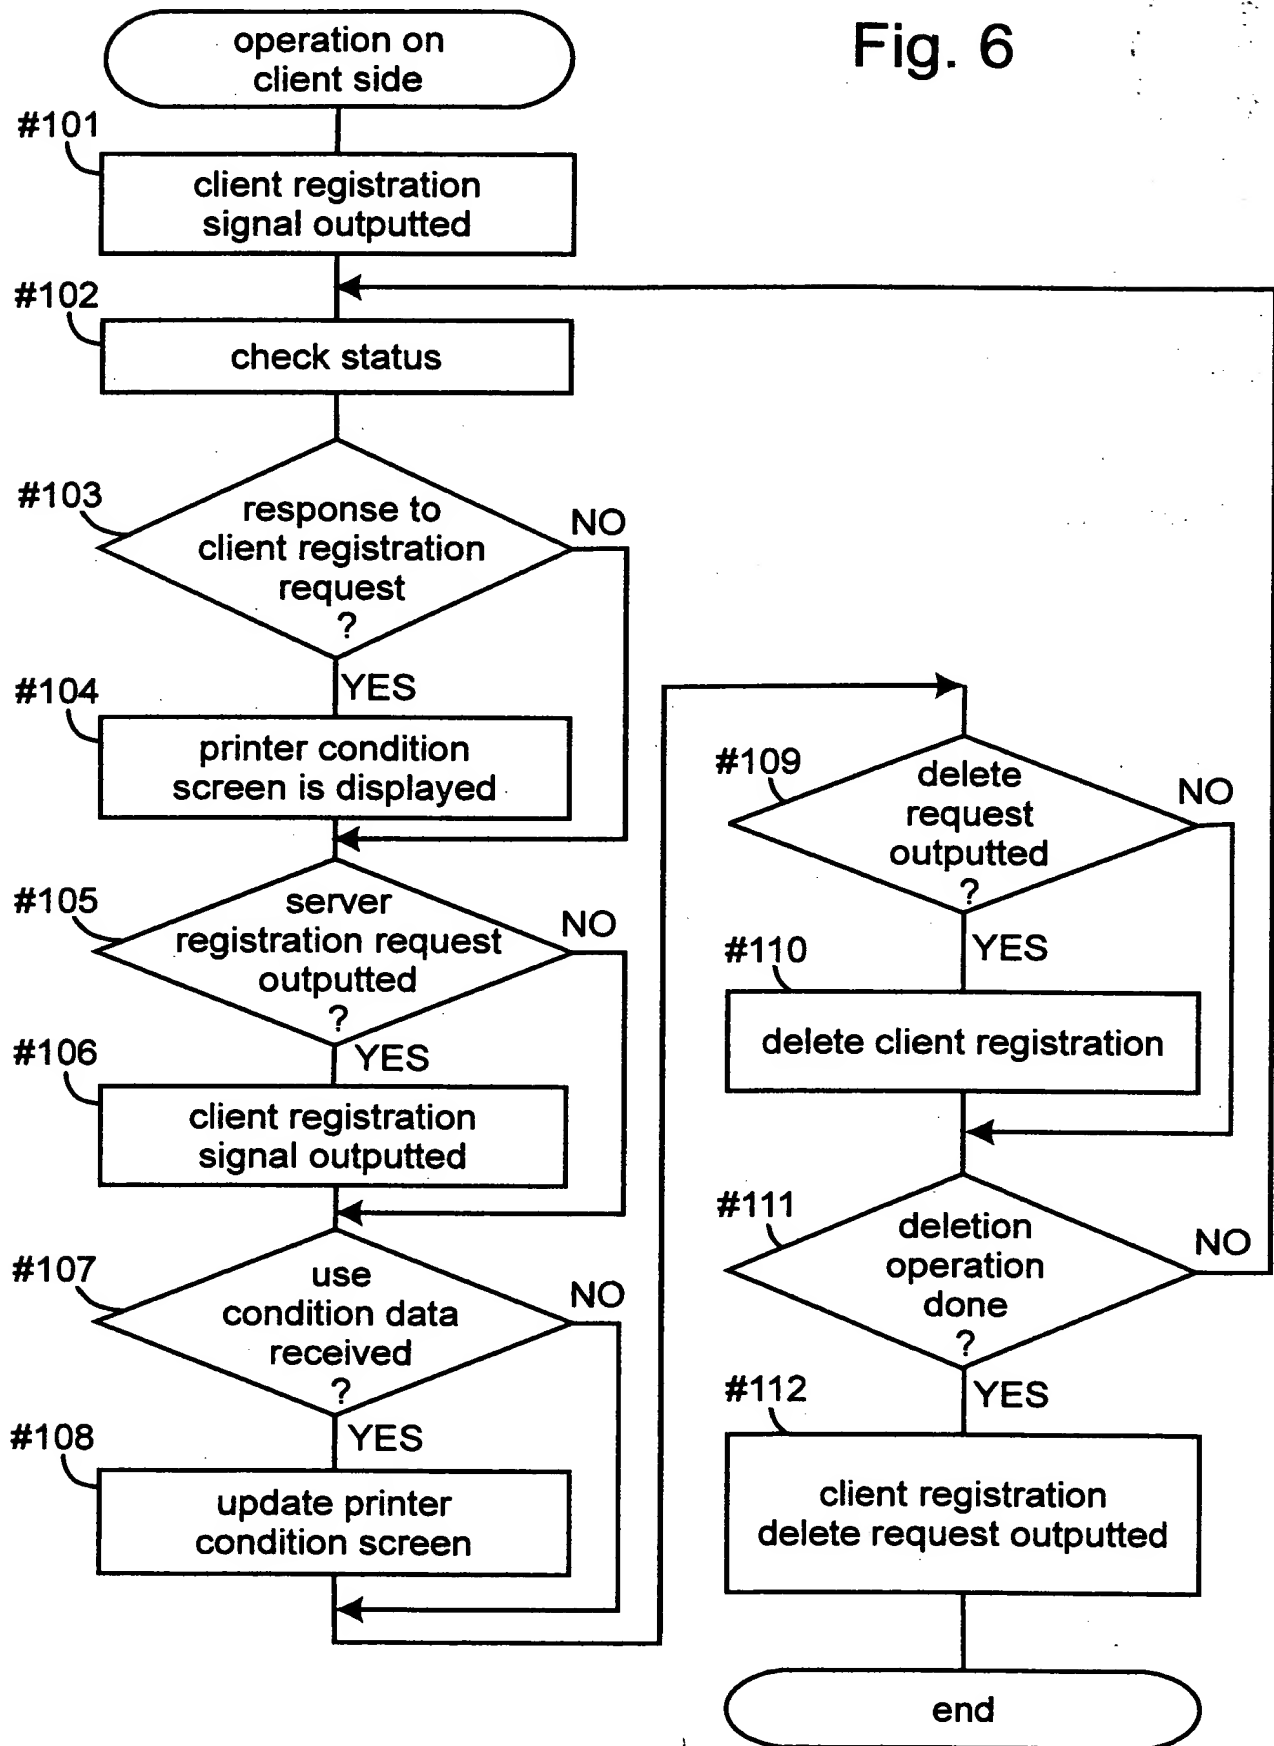 Fig. 6
operation on
client side
#101
client registration
signal outputted
#102
check status
#103
response to
client registration
request
?
NO
YES
#104
printer condition
screen is displayed
#105
server
registration request
outputted
?
NO
YES
#106
client registration
signal outputted
#107
use
condition data
received
?
NO
YES
#108
update printer
condition screen
#109
delete
request
outputted
?
NO
YES
#110
delete client registration
#111
deletion
operation
done
?
NO
YES
#112
client registration
delete request outputted
end